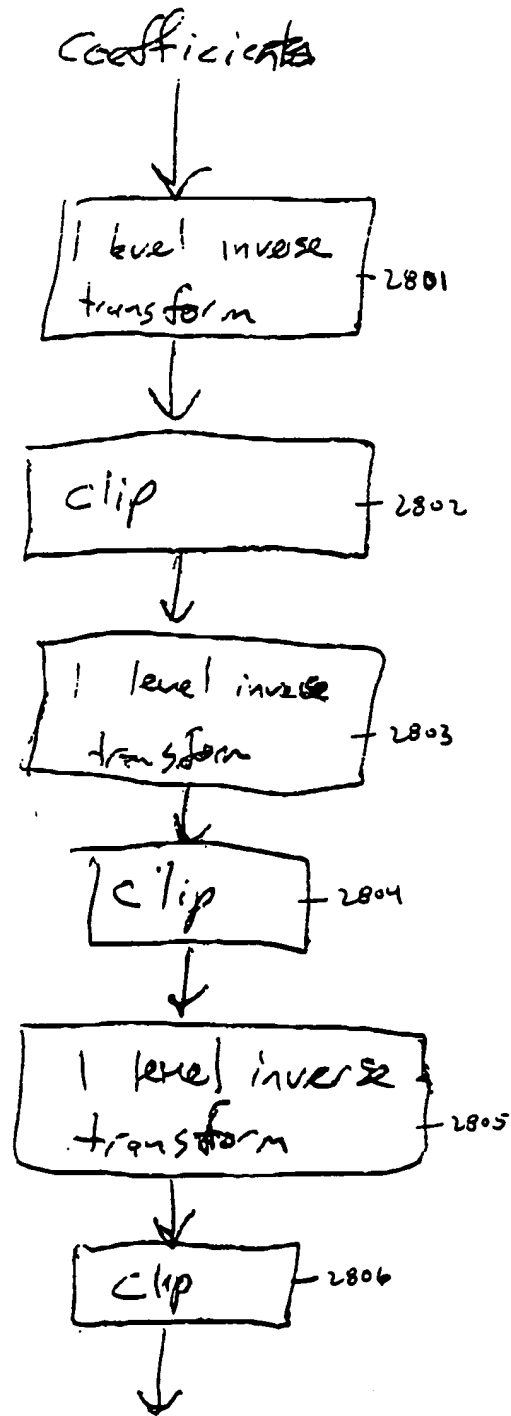 Coefficients
1 level inverse
transform
2801
clip
2802
1 level inverse
transform
2803
clip
2804
1 level inverse
transform
2805
clip
2806